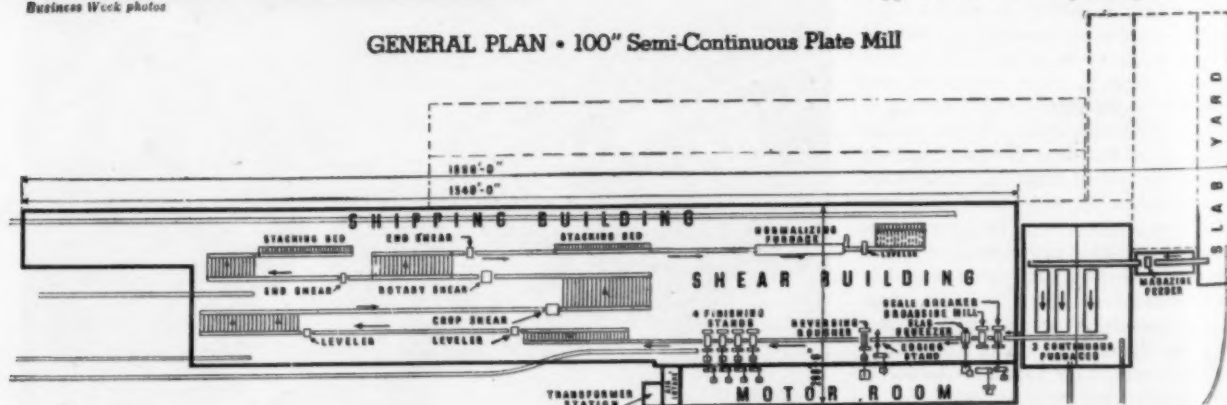 Business Week photos
GENERAL PLAN • 100" Semi-Continuous Plate Mill
SLAB YARD
1540'-0"
SHIPPING BUILDING
STACKING BED
END SHEAR
STACKING BED
NORMALIZING FURNACE
LEVELER
END SHEAR
ROTARY SHEAR
SHEAR BUILDING
MAGAZINE FEEDER
CROP SHEAR
LEVELER
LEVELER
4 FINISHING STANDS
REVERSING ROUGHER
EDGING STAND
SCALE BREAKER
BROADSIDE MILL
SLAB SQUEEZER
3 CONTINUOUS FURNACES
TRANSFORMER STATION
MOTOR ROOM